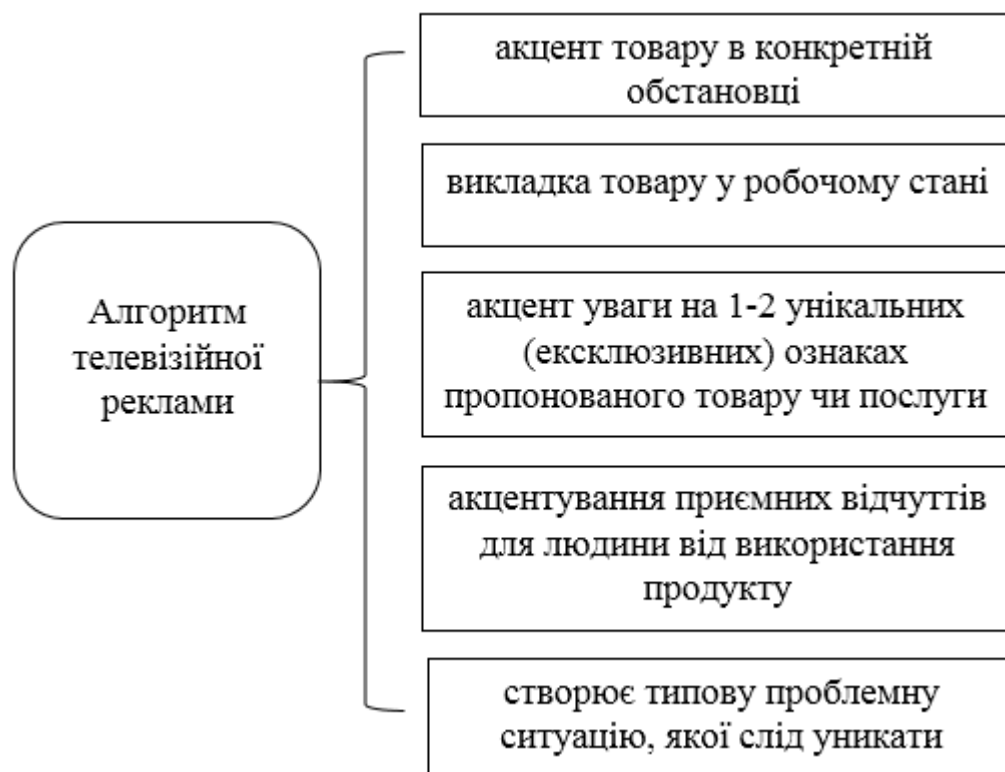 акцент товару в конкретній
обстановці
викладка товару у робочому стані
Алгоритм
телевізійної
реклами
акцент уваги на 1-2 унікальних
(ексклюзивних) ознаках
пропонованого товару чи послуги
акцентування приємних відчуттів
для людини від використання
продукту
створює типову проблемну
ситуацію, якої слід уникати